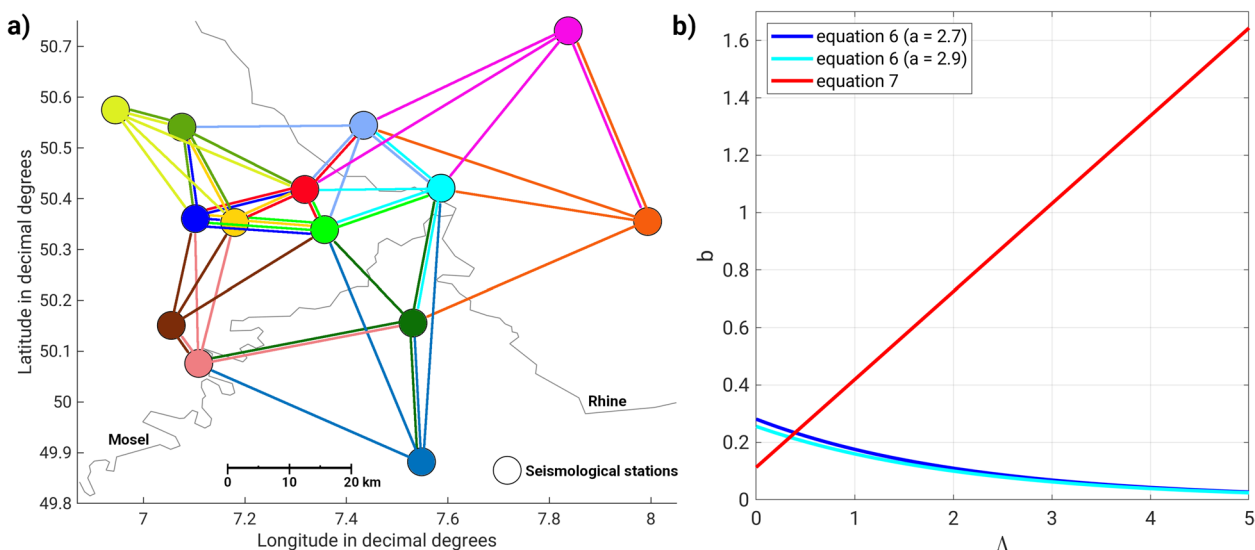 a)
50.7
50.6
50.5
50.4
50.3
50.2
50.1
50
49.9
49.8
Latitude in decimal degrees
7
7.2
7.4
7.6
7.8
8
Longitude in decimal degrees
Mosel
Rhine
0 10 20 km
Seismological stations
b)
equation 6 (a = 2.7)
equation 6 (a = 2.9)
equation 7
1.6
1.4
1.2
1
0.8
0.6
0.4
0.2
0
b
0 1 2 3 4 5